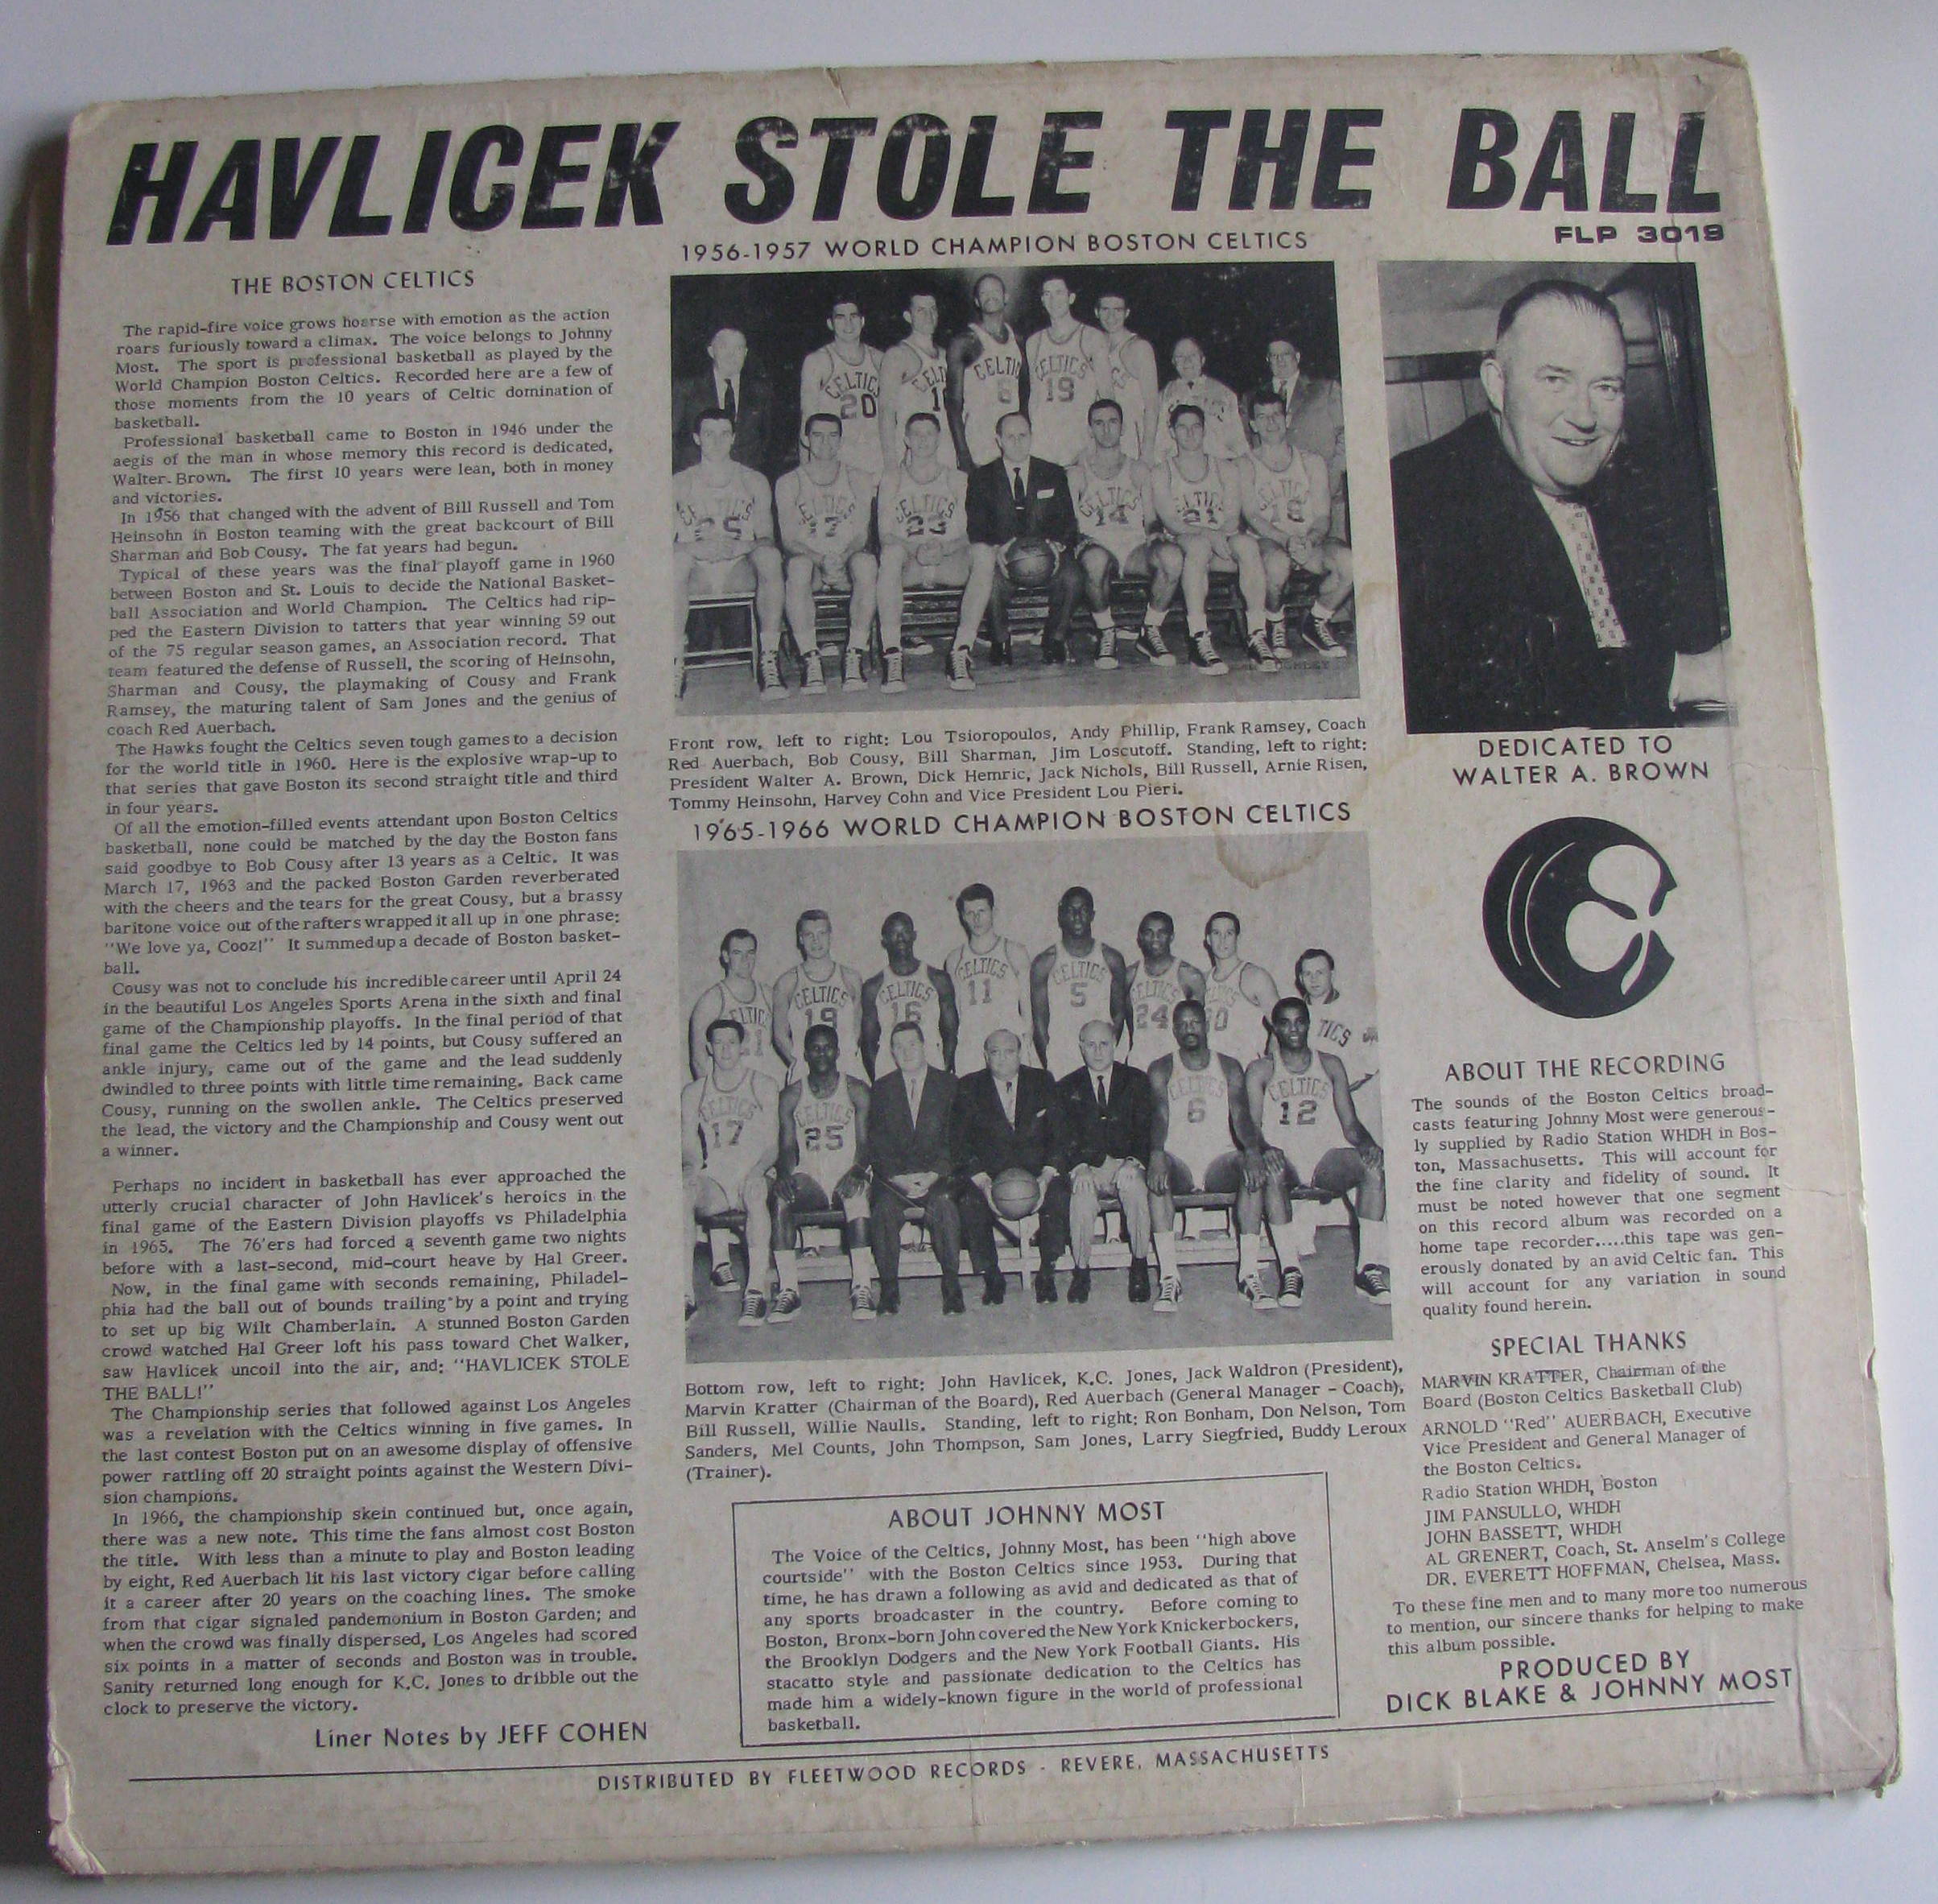 HAVLICEK STOLE THE BALL
FLP 3019
THE BOSTON CELTICS
The rapid-fire voice grows hoarse with emotion as the action
roars furiously toward a climax. The voice belongs to Johnny
Most. The sport is professional basketball as played by the
World Champion Boston Celtics. Recorded here are a few of
those moments from the 10 years of Celtic domination of
basketball.
Professional basketball came to Boston in 1946 under the
aegis of the man in whose memory this record is dedicated,
Walter Brown. The first 10 years were lean, both in money
and victories.
In 1956 that changed with the advent of Bill Russell and Tom
Heinsohn in Boston teaming with the great backcourt of Bill
Sharman and Bob Cousy. The fat years had begun.
Typical of these years was the final playoff game in 1960
between Boston and St. Louis to decide the National Basket-
ball Association and World Champion. The Celtics had rip-
ped the Eastern Division to tatters that year winning 59 out
of the 75 regular season games, an Association record. That
team featured the defense of Russell, the scoring of Heinsohn,
Sharman and Cousy, the playmaking of Cousy and Frank
Ramsey, the maturing talent of Sam Jones and the genius of
coach Red Auerbach.
The Hawks fought the Celtics seven tough games to a decision
for the world title in 1960. Here is the explosive wrap-up to
that series that gave Boston its second straight title and third
in four years.
Of all the emotion-filled events attendant upon Boston Celtics
basketball, none could be matched by the day the Boston fans
said goodbye to Bob Cousy after 13 years as a Celtic. It was
March 17, 1963 and the packed Boston Garden reverberated
with the cheers and the tears for the great Cousy, but a brassy
baritone voice out of the rafters wrapped it all up in one phrase:
"We love ya, Cooz!" It summed up a decade of Boston basket-
ball.
Cousy was not to conclude his incredible career until April 24
in the beautiful Los Angeles Sports Arena in the sixth and final
game of the Championship playoffs. In the final period of that
final game the Celtics led by 14 points, but Cousy suffered an
ankle injury, came out of the game and the lead suddenly
dwindled to three points with little time remaining. Back came
Cousy, running on the swollen ankle. The Celtics preserved
the lead, the victory and the Championship and Cousy went out
a winner.
Perhaps no incident in basketball has ever approached the
utterly crucial character of John Havlicek's heroics in the
final game of the Eastern Division playoffs vs Philadelphia
in 1965. The 76'ers had forced a seventh game two nights
before with a last-second, mid-court heave by Hal Greer.
Now, in the final game with seconds remaining, Philadel-
phia had the ball out of bounds trailing by a point and trying
to set up big Wilt Chamberlain. A stunned Boston Garden
crowd watched Hal Greer loft his pass toward Chet Walker,
saw Havlicek uncoil into the air, and: "HAVLICEK STOLE
THE BALL!"
The Championship series that followed against Los Angeles
was a revelation with the Celtics winning in five games. In
the last contest Boston put on an awesome display of offensive
power rattling off 20 straight points against the Western Divi-
sion champions.
In 1966, the championship skein continued but, once again,
there was a new note. This time the fans almost cost Boston
the title. With less than a minute to play and Boston leading
by eight, Red Auerbach lit his last victory cigar before calling
it a career after 20 years on the coaching lines. The smoke
from that cigar signaled pandemonium in Boston Garden; and
when the crowd was finally dispersed, Los Angeles had scored
six points in a matter of seconds and Boston was in trouble.
Sanity returned long enough for K.C. Jones to dribble out the
clock to preserve the victory.
Liner Notes by JEFF COHEN
1956-1957 WORLD CHAMPION BOSTON CELTICS
CELTICS 20
CELTICS 6
CELTICS 19
CELTICS 23
CELTICS 14
Front row, left to right: Lou Tsioropoulos, Andy Phillip, Frank Ramsey, Coach
Red Auerbach, Bob Cousy, Bill Sharman, Jim Loscutoff. Standing, left to right:
President Walter A. Brown, Dick Hemric, Jack Nichols, Bill Russell, Arnie Risen,
Tommy Heinsohn, Harvey Cohn and Vice President Lou Pieri.
1965-1966 WORLD CHAMPION BOSTON CELTICS
CELTICS 19
CELTICS 16
CELTICS 11
CELTICS 5
CELTICS 24
TICS
CELTICS 17
CELTICS 25
CELTICS 6
CELTICS 12
Bottom row, left to right: John Havlicek, K.C. Jones, Jack Waldron (President),
Marvin Kratter (Chairman of the Board), Red Auerbach (General Manager - Coach),
Bill Russell, Willie Naulls. Standing, left to right: Ron Bonham, Don Nelson, Tom
Sanders, Mel Counts, John Thompson, Sam Jones, Larry Siegfried, Buddy Leroux
(Trainer).
ABOUT JOHNNY MOST
The Voice of the Celtics, Johnny Most, has been "high above
courtside" with the Boston Celtics since 1953. During that
time, he has drawn a following as avid and dedicated as that of
any sports broadcaster in the country. Before coming to
Boston, Bronx-born John covered the New York Knickerbockers,
the Brooklyn Dodgers and the New York Football Giants. His
stacatto style and passionate dedication to the Celtics has
made him a widely-known figure in the world of professional
basketball.
DEDICATED TO
WALTER A. BROWN
ABOUT THE RECORDING
The sounds of the Boston Celtics broad-
casts featuring Johnny Most were generous-
ly supplied by Radio Station WHDH in Bos-
ton, Massachusetts. This will account for
the fine clarity and fidelity of sound. It
must be noted however that one segment
on this record album was recorded on a
home tape recorder.....this tape was gen-
erously donated by an avid Celtic fan. This
will account for any variation in sound
quality found herein.
SPECIAL THANKS
MARVIN KRATTER, Chairman of the
Board (Boston Celtics Basketball Club)
ARNOLD "Red" AUERBACH, Executive
Vice President and General Manager of
the Boston Celtics.
Radio Station WHDH, Boston
JIM PANSULLO, WHDH
JOHN BASSETT, WHDH
AL GRENERT, Coach, St. Anselm's College
DR. EVERETT HOFFMAN, Chelsea, Mass.
To these fine men and to many more too numerous
to mention, our sincere thanks for helping to make
this album possible.
PRODUCED BY
DICK BLAKE & JOHNNY MOST
DISTRIBUTED BY FLEETWOOD RECORDS - REVERE, MASSACHUSETTS